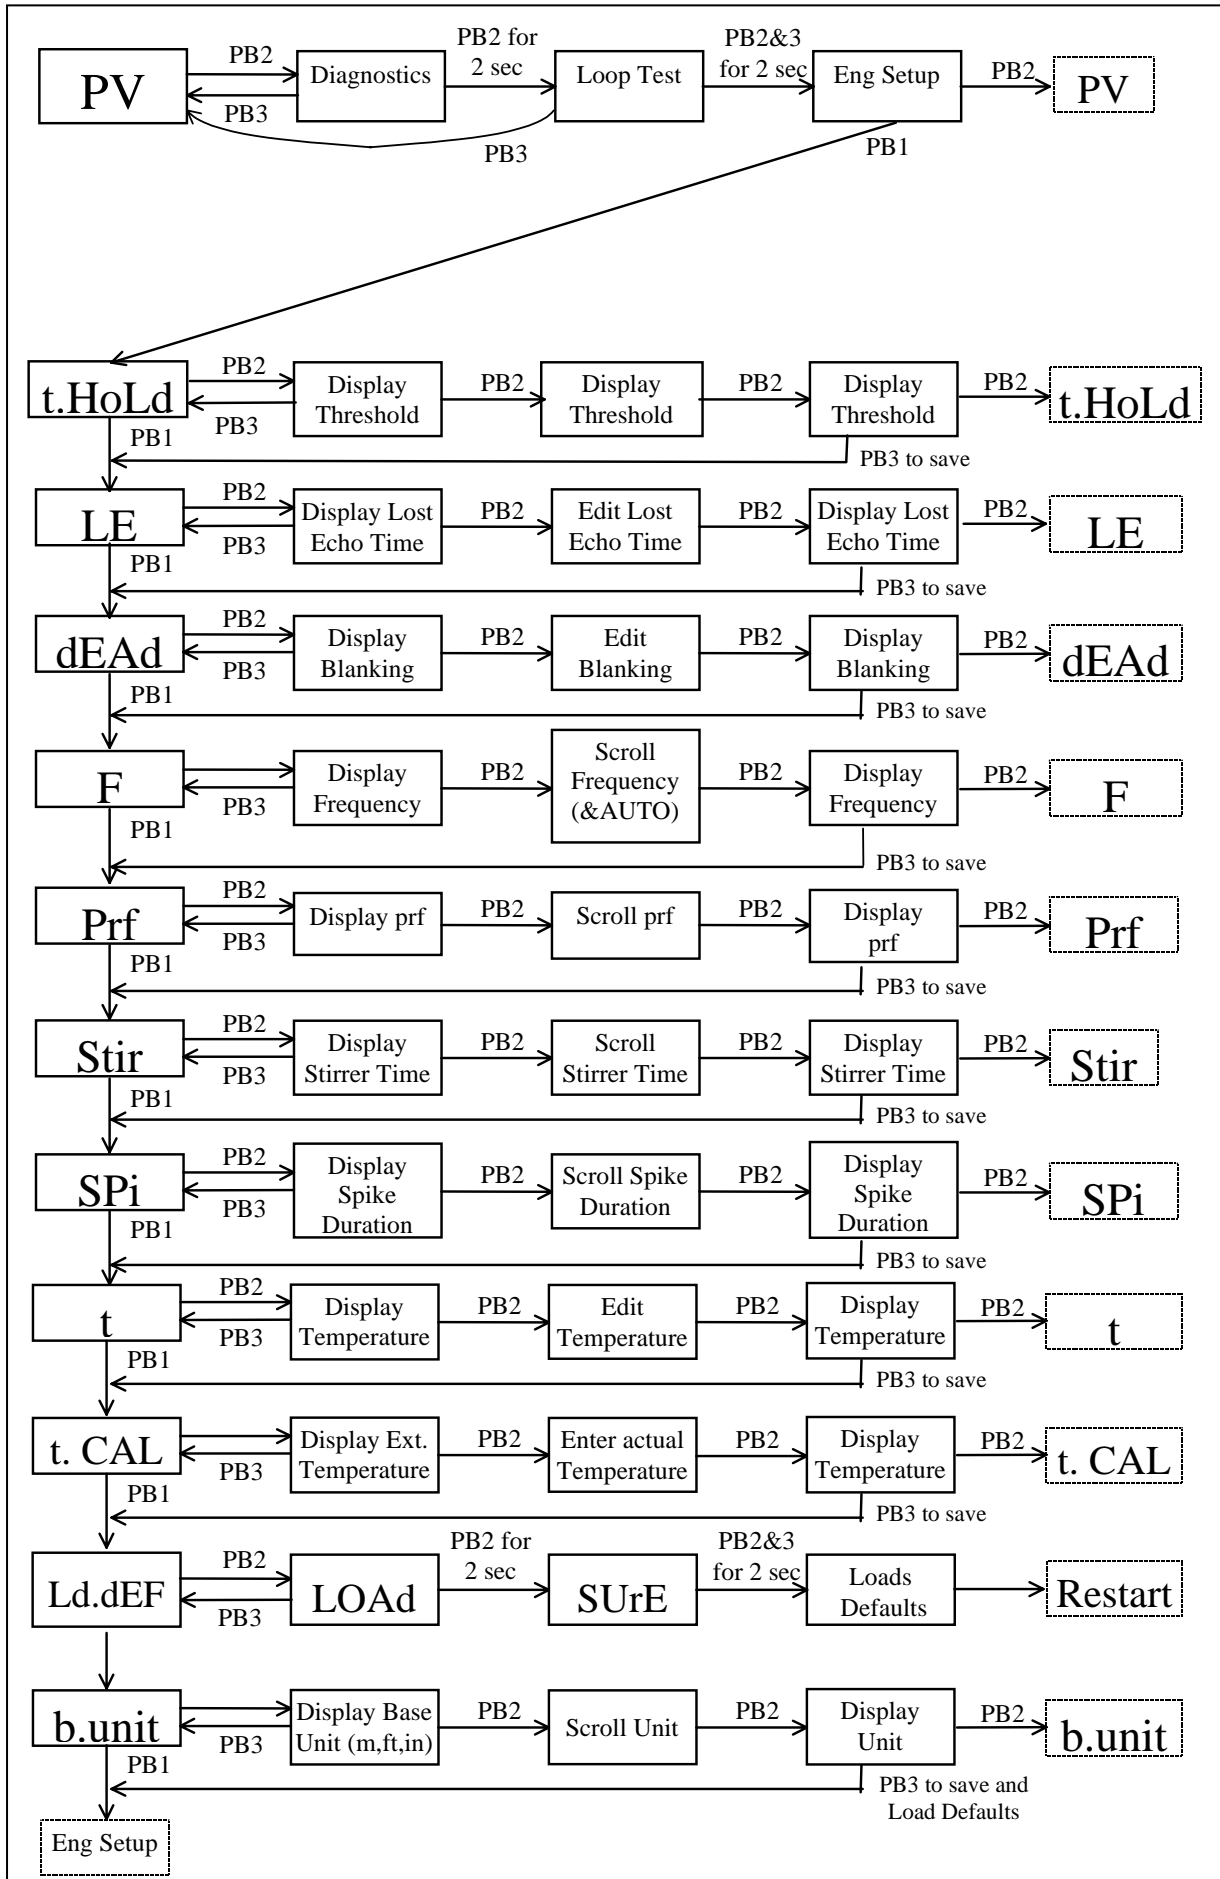 PV
PB2
PB3
Diagnostics
PB2 for
2 sec
Loop Test
PB3
PB2&3
for 2 sec
Eng Setup
PB1
PB2
PV
t.HoLd
PB2
PB3
PB1
Display
Threshold
PB2
Display
Threshold
PB2
Display
Threshold
PB2
t.HoLd
PB3 to save
LE
PB2
PB3
PB1
Display Lost
Echo Time
PB2
Edit Lost
Echo Time
PB2
Display Lost
Echo Time
PB2
LE
PB3 to save
dEAd
PB2
PB3
PB1
Display
Blanking
PB2
Edit
Blanking
PB2
Display
Blanking
PB2
dEAd
PB3 to save
F
PB3
PB1
Display
Frequency
PB2
Scroll
Frequency
(&AUTO)
PB2
Display
Frequency
PB2
F
PB3 to save
Prf
PB2
PB3
PB1
Display prf
PB2
Scroll prf
PB2
Display
prf
PB2
Prf
PB3 to save
Stir
PB2
PB3
PB1
Display
Stirrer Time
PB2
Scroll
Stirrer Time
PB2
Display
Stirrer Time
PB2
Stir
PB3 to save
SPi
PB2
PB3
PB1
Display
Spike
Duration
PB2
Scroll Spike
Duration
PB2
Display
Spike
Duration
PB2
SPi
PB3 to save
t
PB2
PB3
PB1
Display
Temperature
PB2
Edit
Temperature
PB2
Display
Temperature
PB2
t
PB3 to save
t. CAL
PB3
PB1
Display Ext.
Temperature
PB2
Enter actual
Temperature
PB2
Display
Temperature
PB2
t. CAL
PB3 to save
Ld.dEF
PB2
PB3
LOAd
PB2 for
2 sec
SUrE
PB2&3
for 2 sec
Loads
Defaults
Restart
b.unit
PB3
PB1
Display Base
Unit (m,ft,in)
PB2
Scroll Unit
PB2
Display
Unit
PB2
b.unit
PB3 to save and
Load Defaults
Eng Setup